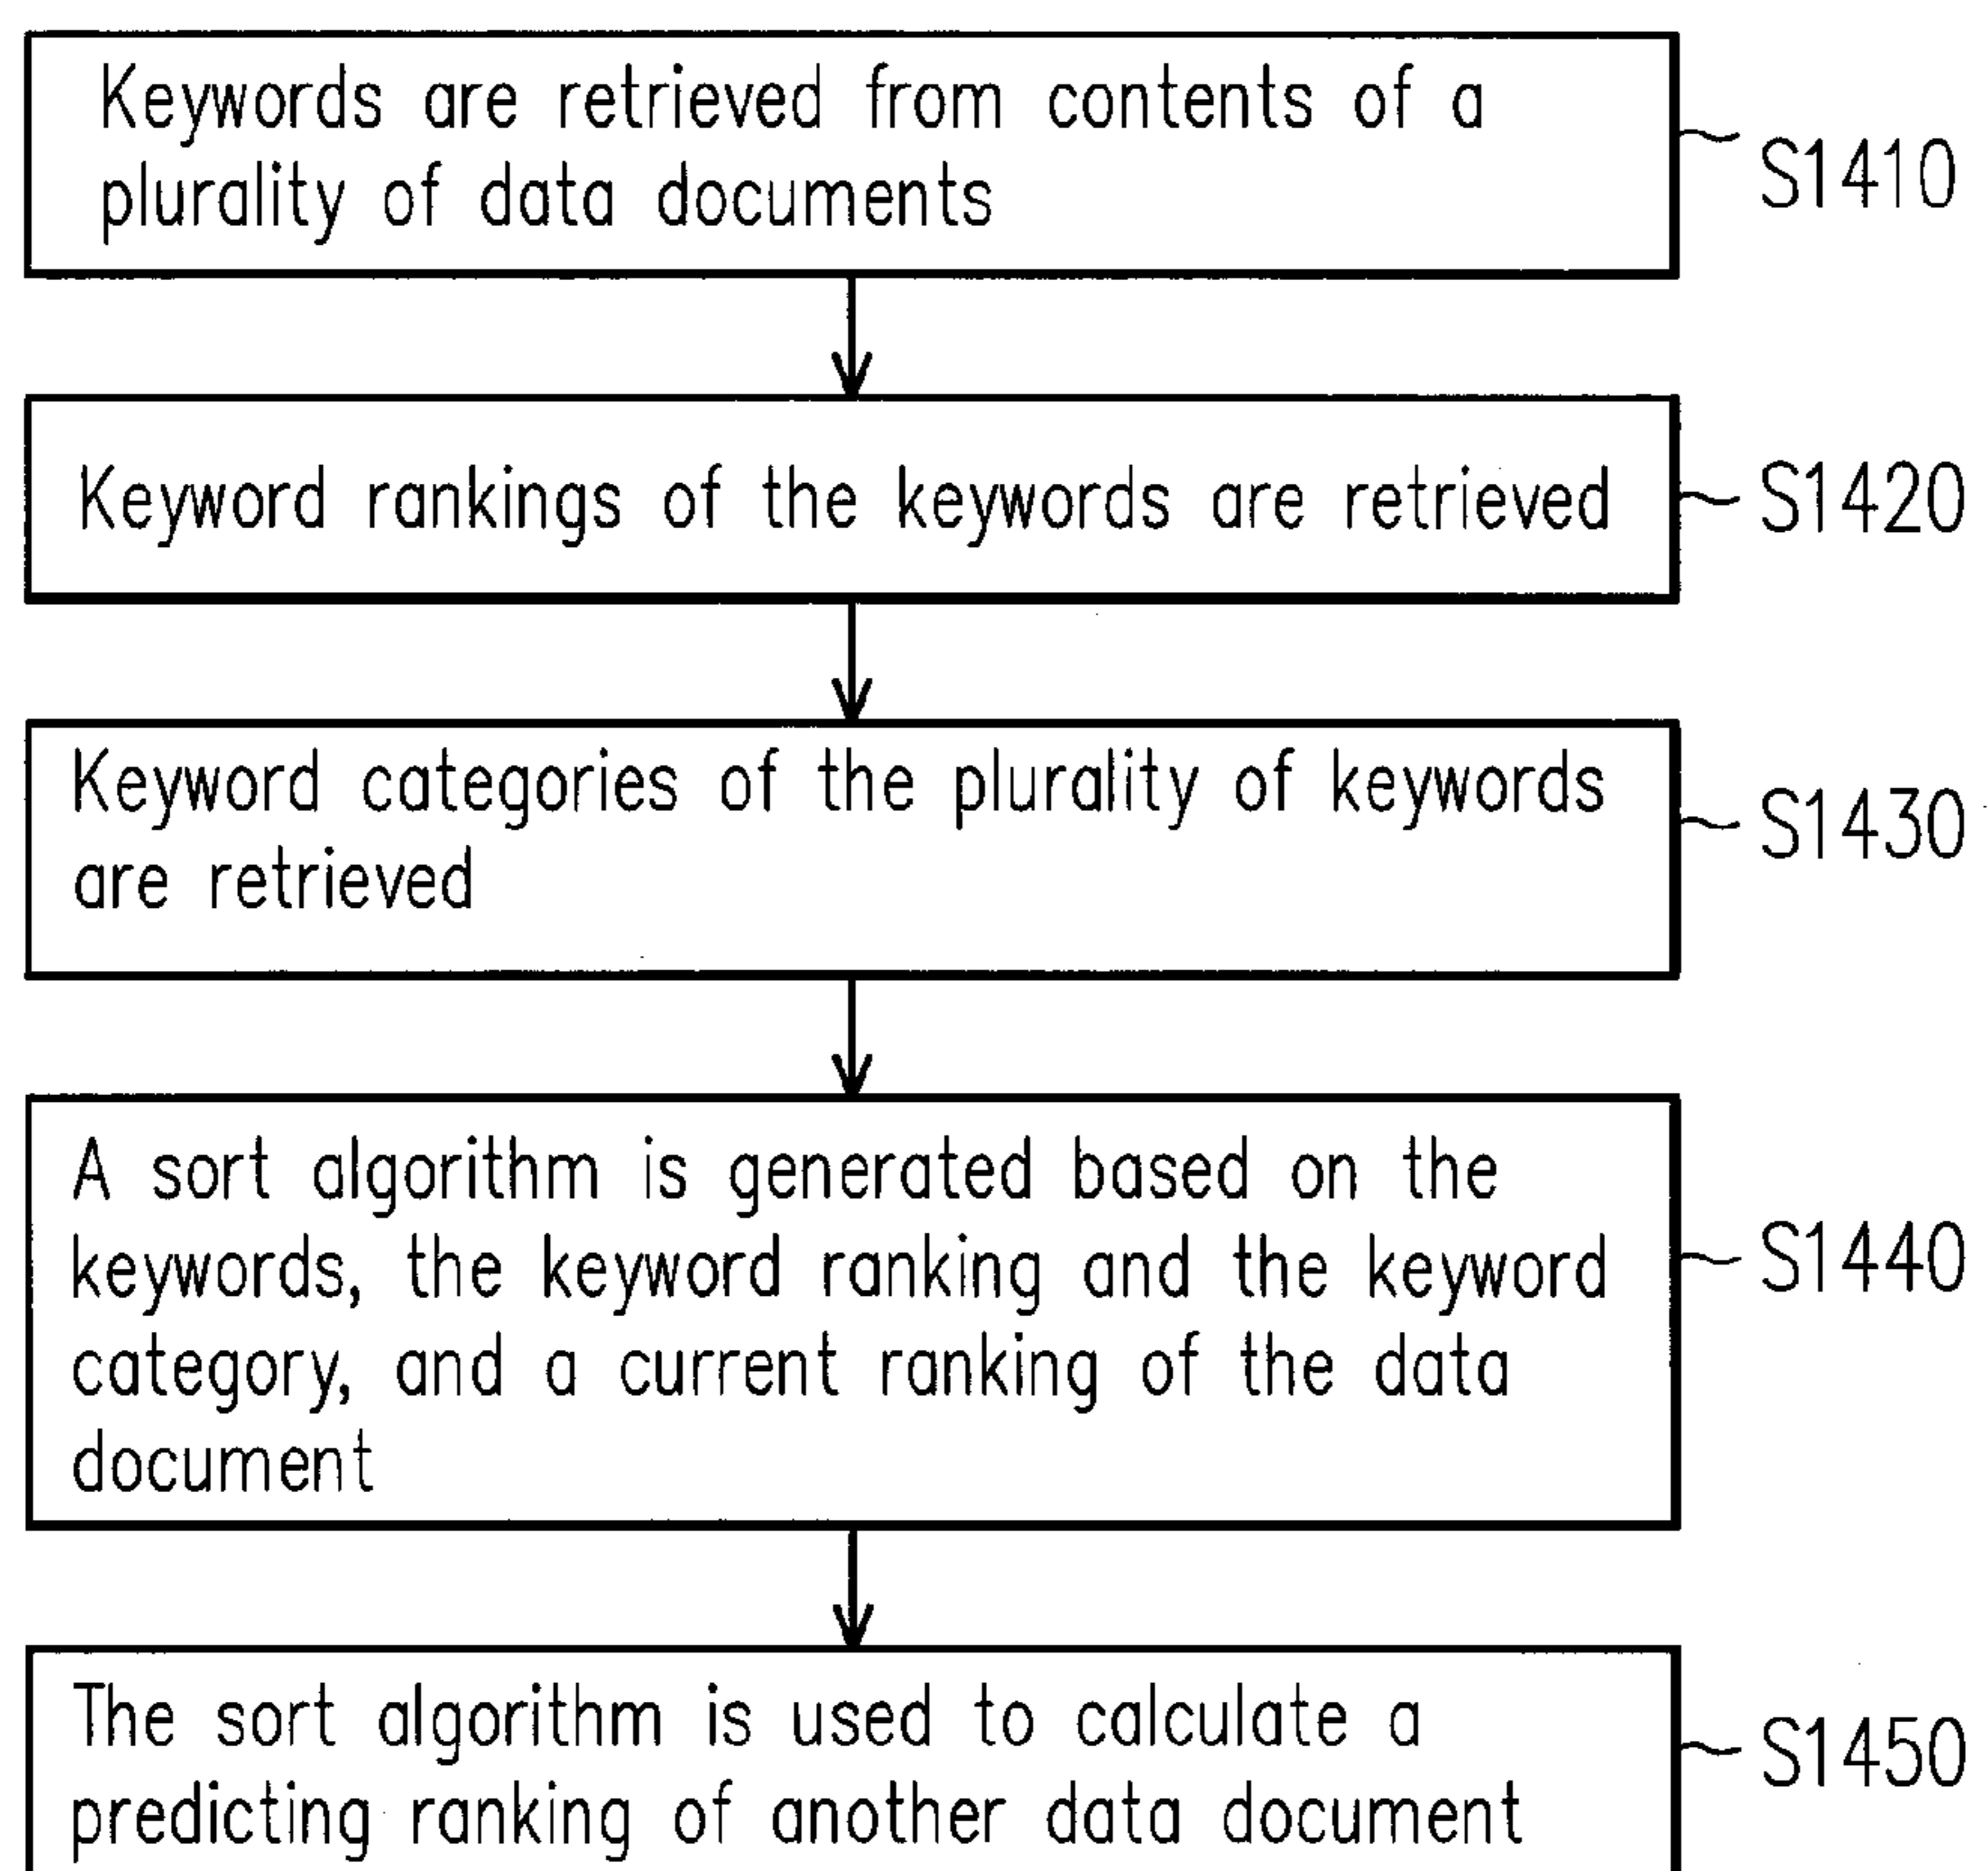 Keywords are retrieved from contents of a
plurality of data documents
S1410
Keyword rankings of the keywords are retrieved
S1420
Keyword categories of the plurality of keywords
are retrieved
S1430
A sort algorithm is generated based on the
keywords, the keyword ranking and the keyword
category, and a current ranking of the data
document
S1440
The sort algorithm is used to calculate a
predicting ranking of another data document
S1450